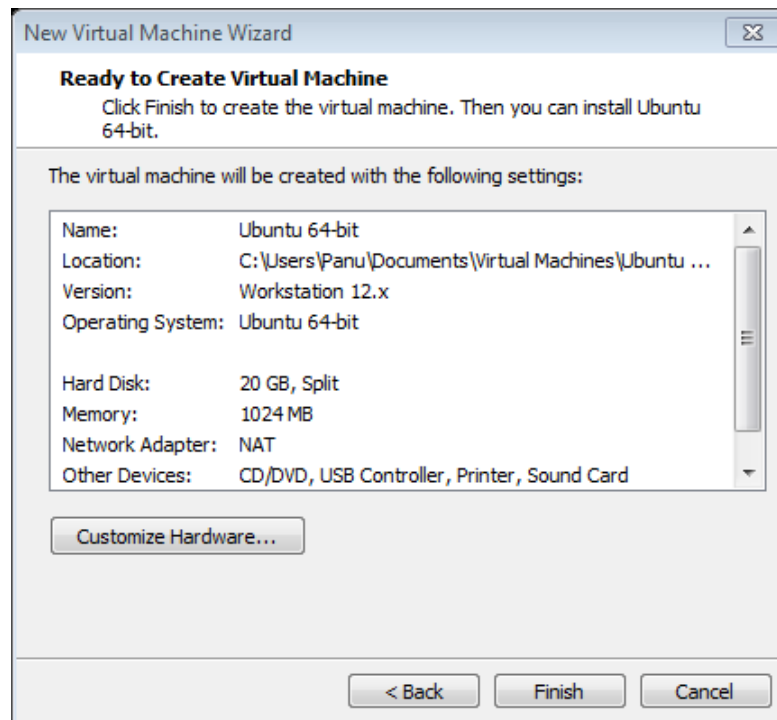 New Virtual Machine Wizard
Ready to Create Virtual Machine
Click Finish to create the virtual machine. Then you can install Ubuntu
64-bit.
The virtual machine will be created with the following settings:
Name: Ubuntu 64-bit
Location: C:\Users\Panu\Documents\Virtual Machines\Ubuntu ...
Version: Workstation 12.x
Operating System: Ubuntu 64-bit
Hard Disk: 20 GB, Split
Memory: 1024 MB
Network Adapter: NAT
Other Devices: CD/DVD, USB Controller, Printer, Sound Card
Customize Hardware...
< Back Finish Cancel